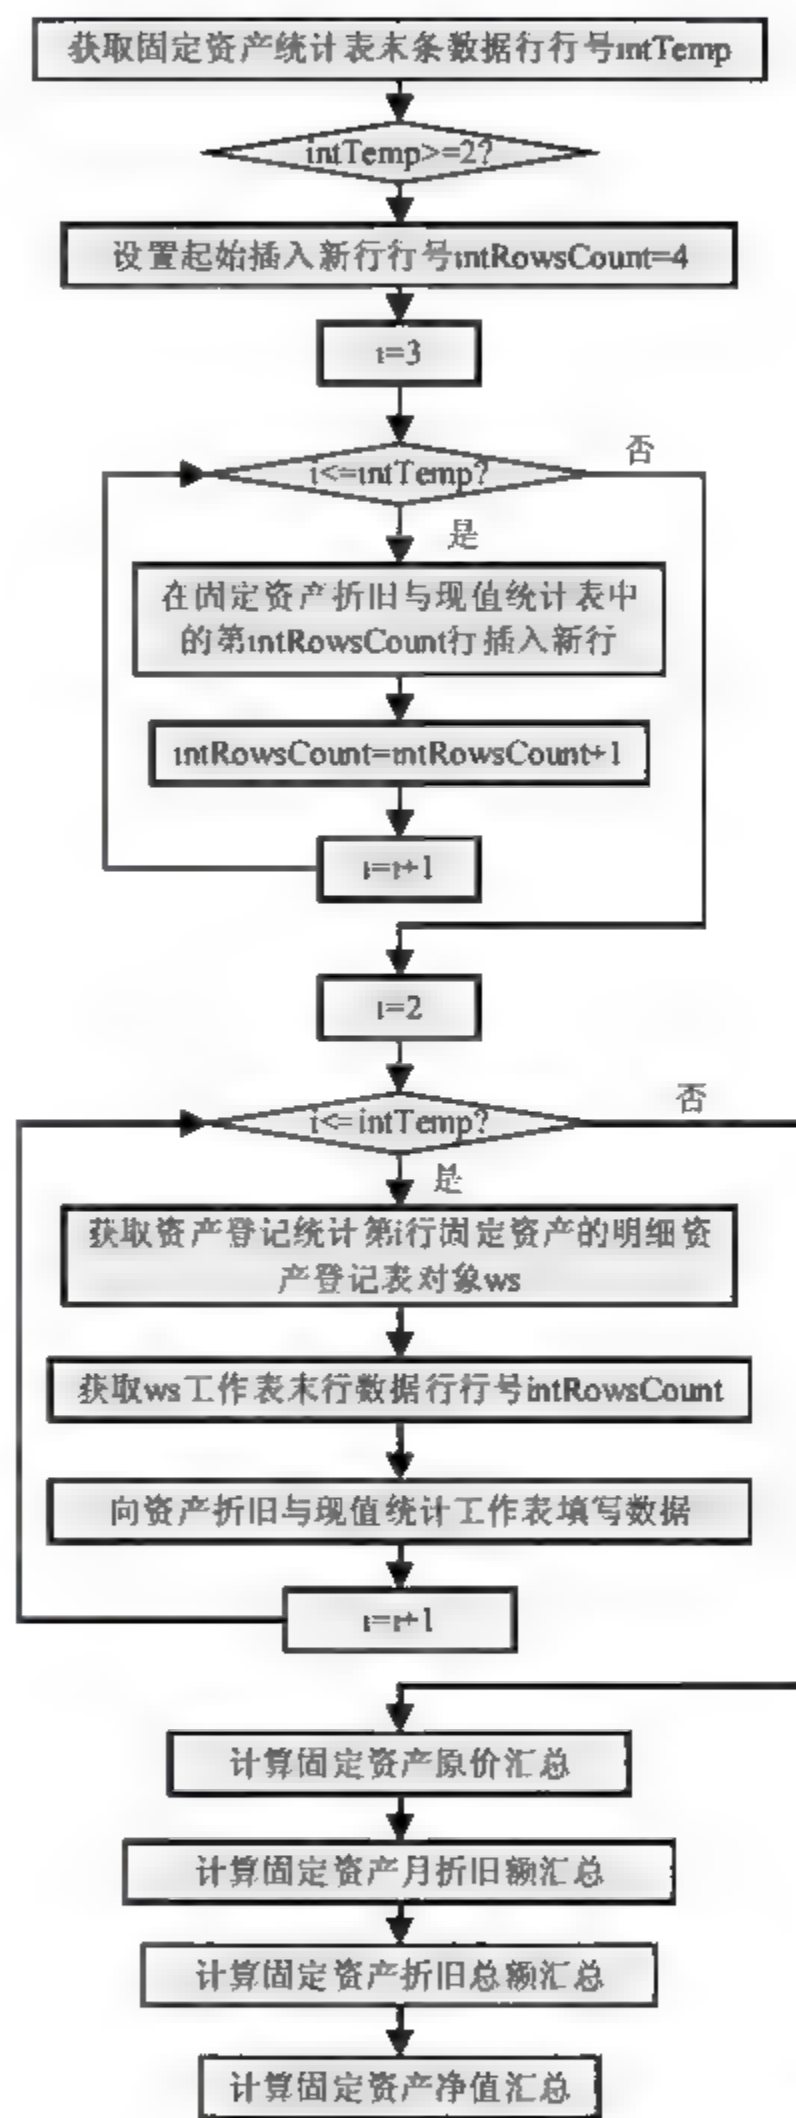 获取固定资产统计表末条数据行行号intTemp
intTemp>=2?
设置起始插入新行行号intRowsCount=4
i=3
i<=intTemp?
否
是
在固定资产折旧与现值统计表中
的第intRowsCount行插入新行
intRowsCount=intRowsCount+1
i=i+1
i=2
i<=intTemp?
否
是
获取资产登记统计第i行固定资产的明细资
产登记表对象ws
获取ws工作表末行数据行行号intRowsCount
向资产折旧与现值统计工作表填写数据
i=i+1
计算固定资产原价汇总
计算固定资产月折旧额汇总
计算固定资产折旧总额汇总
计算固定资产净值汇总